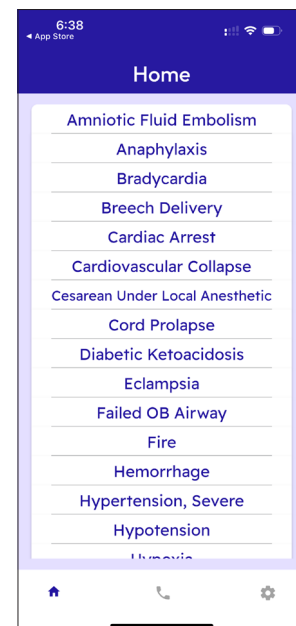 6:38
◀ App Store
Home
Amniotic Fluid Embolism
Anaphylaxis
Bradycardia
Breech Delivery
Cardiac Arrest
Cardiovascular Collapse
Cesarean Under Local Anesthetic
Cord Prolapse
Diabetic Ketoacidosis
Eclampsia
Failed OB Airway
Fire
Hemorrhage
Hypertension, Severe
Hypotension
Hypoxia